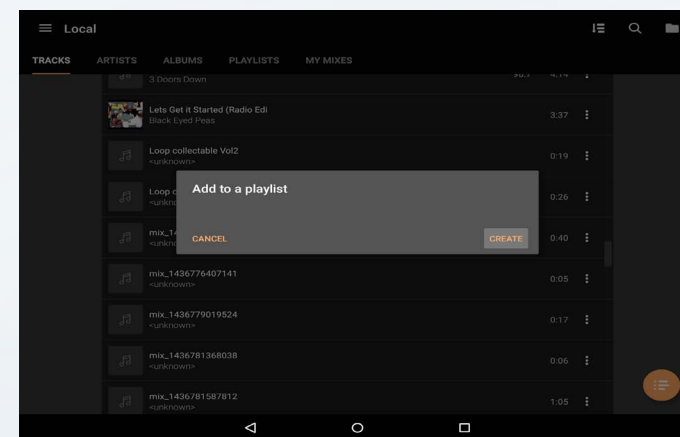 Local
TRACKS ARTISTS ALBUMS PLAYLISTS MY MIXES
3 Doors Down 4:14
Lets Get it Started (Radio Edi
Black Eyed Peas
3:37
Loop collectable Vol2
<unknown>
0:19
Add to a playlist
0:26
CANCEL CREATE
0:40
mix_1436776407141
<unknown>
0:05
mix_1436779019524
<unknown>
0:17
mix_1436781368038
<unknown>
0:06
mix_1436781587812
<unknown>
1:05